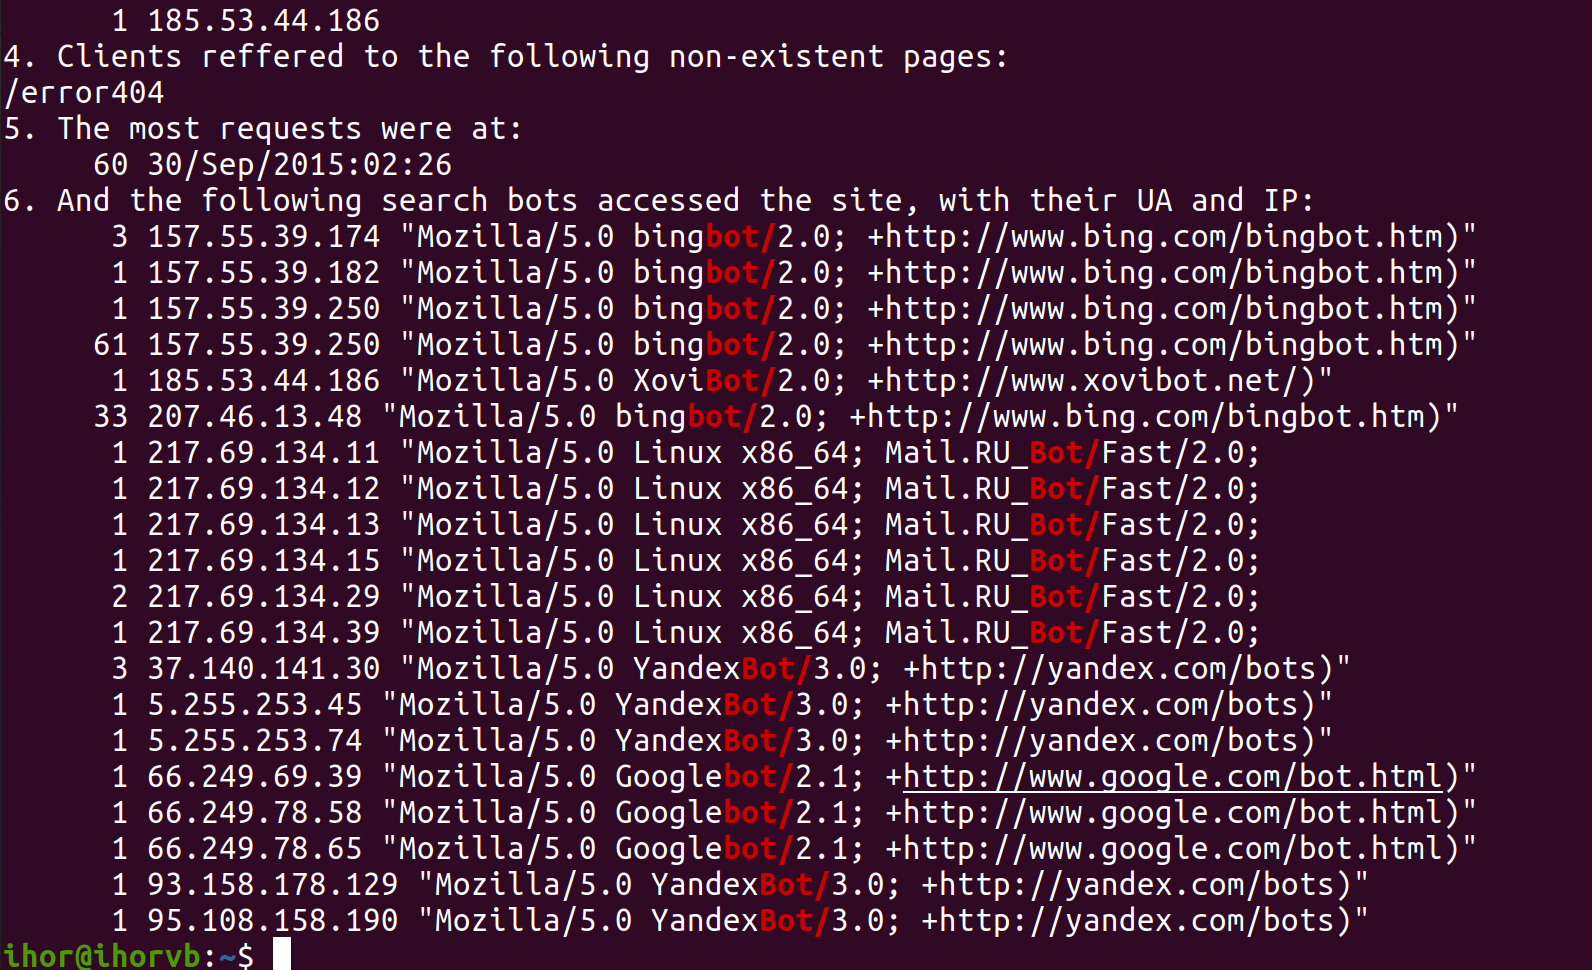 1 185.53.44.186
4. Clients reffered to the following non-existent pages:
/error404
5. The most requests were at:
60 30/Sep/2015:02:26
6. And the following search bots accessed the site, with their UA and IP:
3 157.55.39.174 "Mozilla/5.0 bingbot/2.0; +http://www.bing.com/bingbot.htm)"
1 157.55.39.182 "Mozilla/5.0 bingbot/2.0; +http://www.bing.com/bingbot.htm)"
1 157.55.39.250 "Mozilla/5.0 bingbot/2.0; +http://www.bing.com/bingbot.htm)"
61 157.55.39.250 "Mozilla/5.0 bingbot/2.0; +http://www.bing.com/bingbot.htm)"
1 185.53.44.186 "Mozilla/5.0 XoviBot/2.0; +http://www.xovibot.net/)"
33 207.46.13.48 "Mozilla/5.0 bingbot/2.0; +http://www.bing.com/bingbot.htm)"
1 217.69.134.11 "Mozilla/5.0 Linux x86_64; Mail.RU_Bot/Fast/2.0;
1 217.69.134.12 "Mozilla/5.0 Linux x86_64; Mail.RU_Bot/Fast/2.0;
1 217.69.134.13 "Mozilla/5.0 Linux x86_64; Mail.RU_Bot/Fast/2.0;
1 217.69.134.15 "Mozilla/5.0 Linux x86_64; Mail.RU_Bot/Fast/2.0;
2 217.69.134.29 "Mozilla/5.0 Linux x86_64; Mail.RU_Bot/Fast/2.0;
1 217.69.134.39 "Mozilla/5.0 Linux x86_64; Mail.RU_Bot/Fast/2.0;
3 37.140.141.30 "Mozilla/5.0 YandexBot/3.0; +http://yandex.com/bots)"
1 5.255.253.45 "Mozilla/5.0 YandexBot/3.0; +http://yandex.com/bots)"
1 5.255.253.74 "Mozilla/5.0 YandexBot/3.0; +http://yandex.com/bots)"
1 66.249.69.39 "Mozilla/5.0 Googlebot/2.1; +http://www.google.com/bot.html)"
1 66.249.78.58 "Mozilla/5.0 Googlebot/2.1; +http://www.google.com/bot.html)"
1 66.249.78.65 "Mozilla/5.0 Googlebot/2.1; +http://www.google.com/bot.html)"
1 93.158.178.129 "Mozilla/5.0 YandexBot/3.0; +http://yandex.com/bots)"
1 95.108.158.190 "Mozilla/5.0 YandexBot/3.0; +http://yandex.com/bots)"
ihor@ihorvb:~$